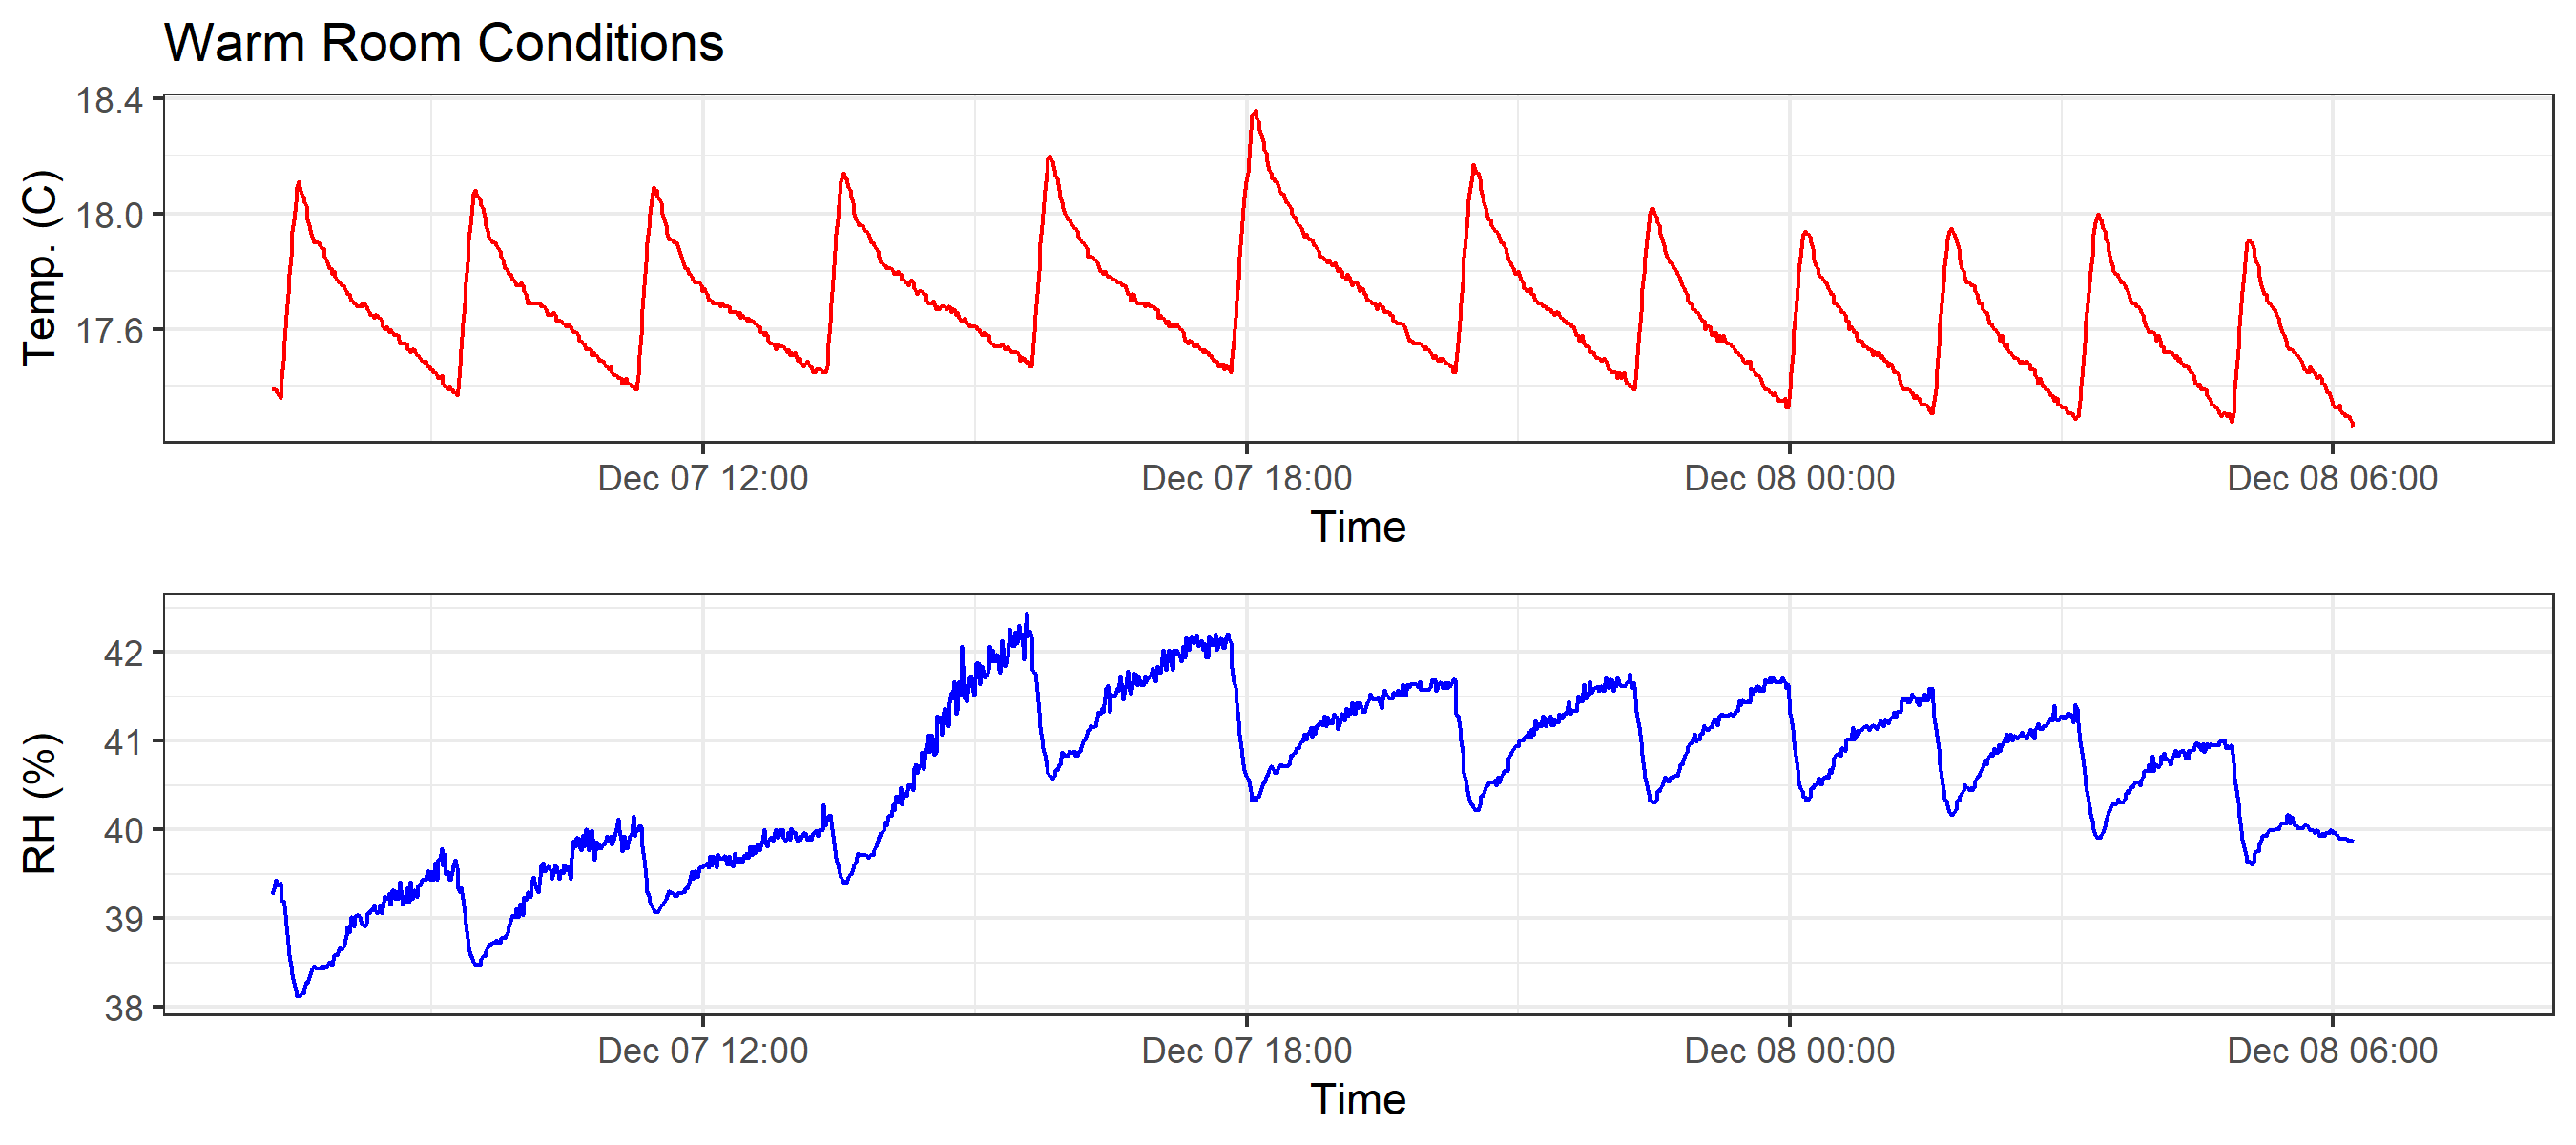 Warm Room Conditions
18.4
18.0
17.6
Temp. (C)
Dec 07 12:00 Dec 07 18:00 Dec 08 00:00 Dec 08 06:00
Time
42
41
40
39
38
RH (%)
Dec 07 12:00 Dec 07 18:00 Dec 08 00:00 Dec 08 06:00
Time